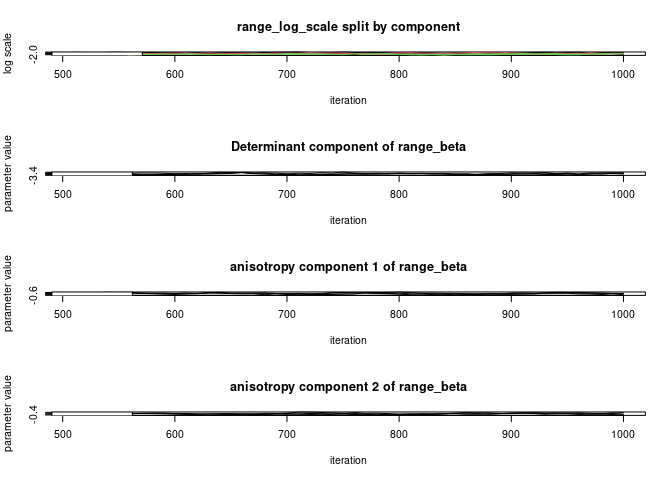 range_log_scale split by component
log scale
-2.0
500 600 700 800 900 1000
iteration
Determinant component of range_beta
parameter value
-3.4
500 600 700 800 900 1000
iteration
anisotropy component 1 of range_beta
parameter value
-0.6
500 600 700 800 900 1000
iteration
anisotropy component 2 of range_beta
parameter value
-0.4
500 600 700 800 900 1000
iteration